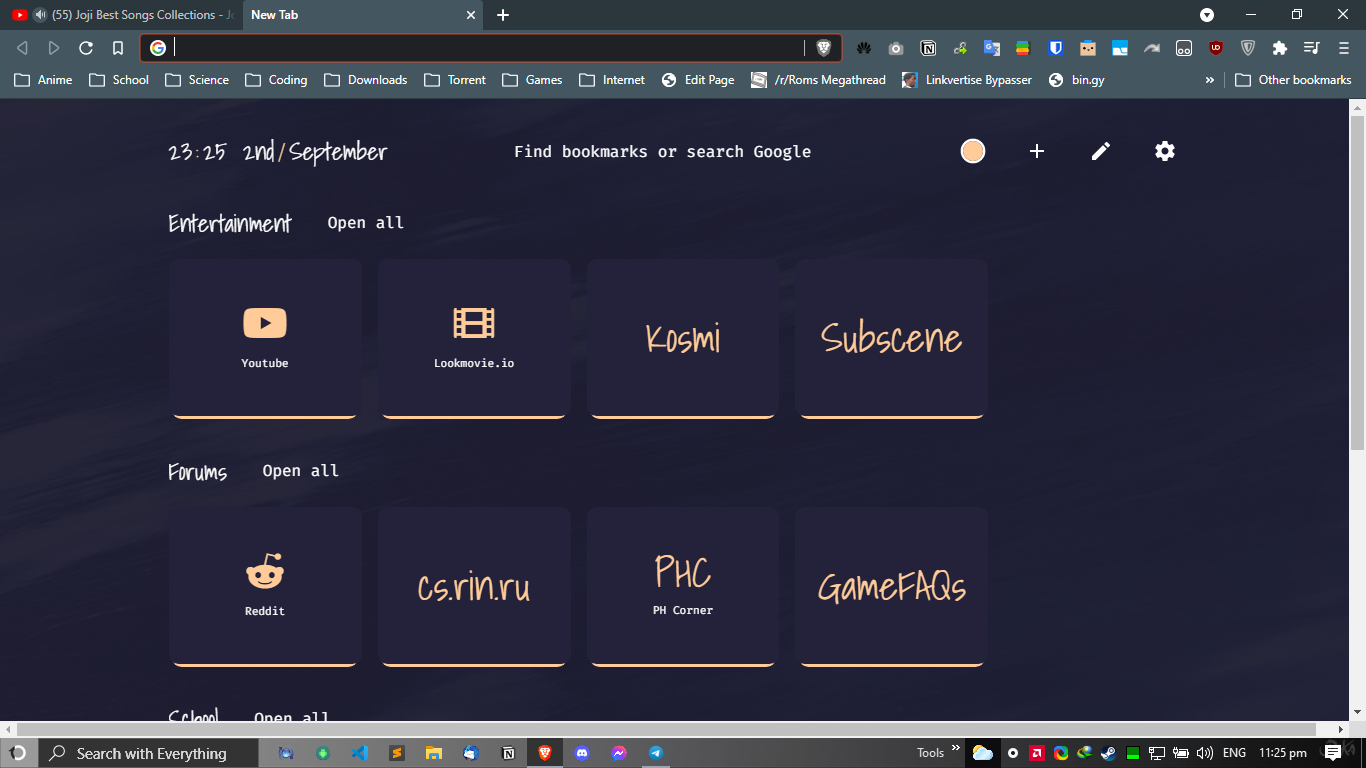 (55) Joji Best Songs Collections - Jo
New Tab
Anime
School
Science
Coding
Downloads
Torrent
Games
Internet
Edit Page
/r/Roms Megathread
Linkvertise Bypasser
bin.gy
»
Other bookmarks
23:25 2nd/September
Find bookmarks or search Google
Entertainment
Open all
Youtube
Lookmovie.io
Kosmi
Subscene
Forums
Open all
Reddit
cs.rin.ru
PHC
PH Corner
GameFAQs
School
Open all
Search with Everything
Tools
»
ENG
11:25 pm